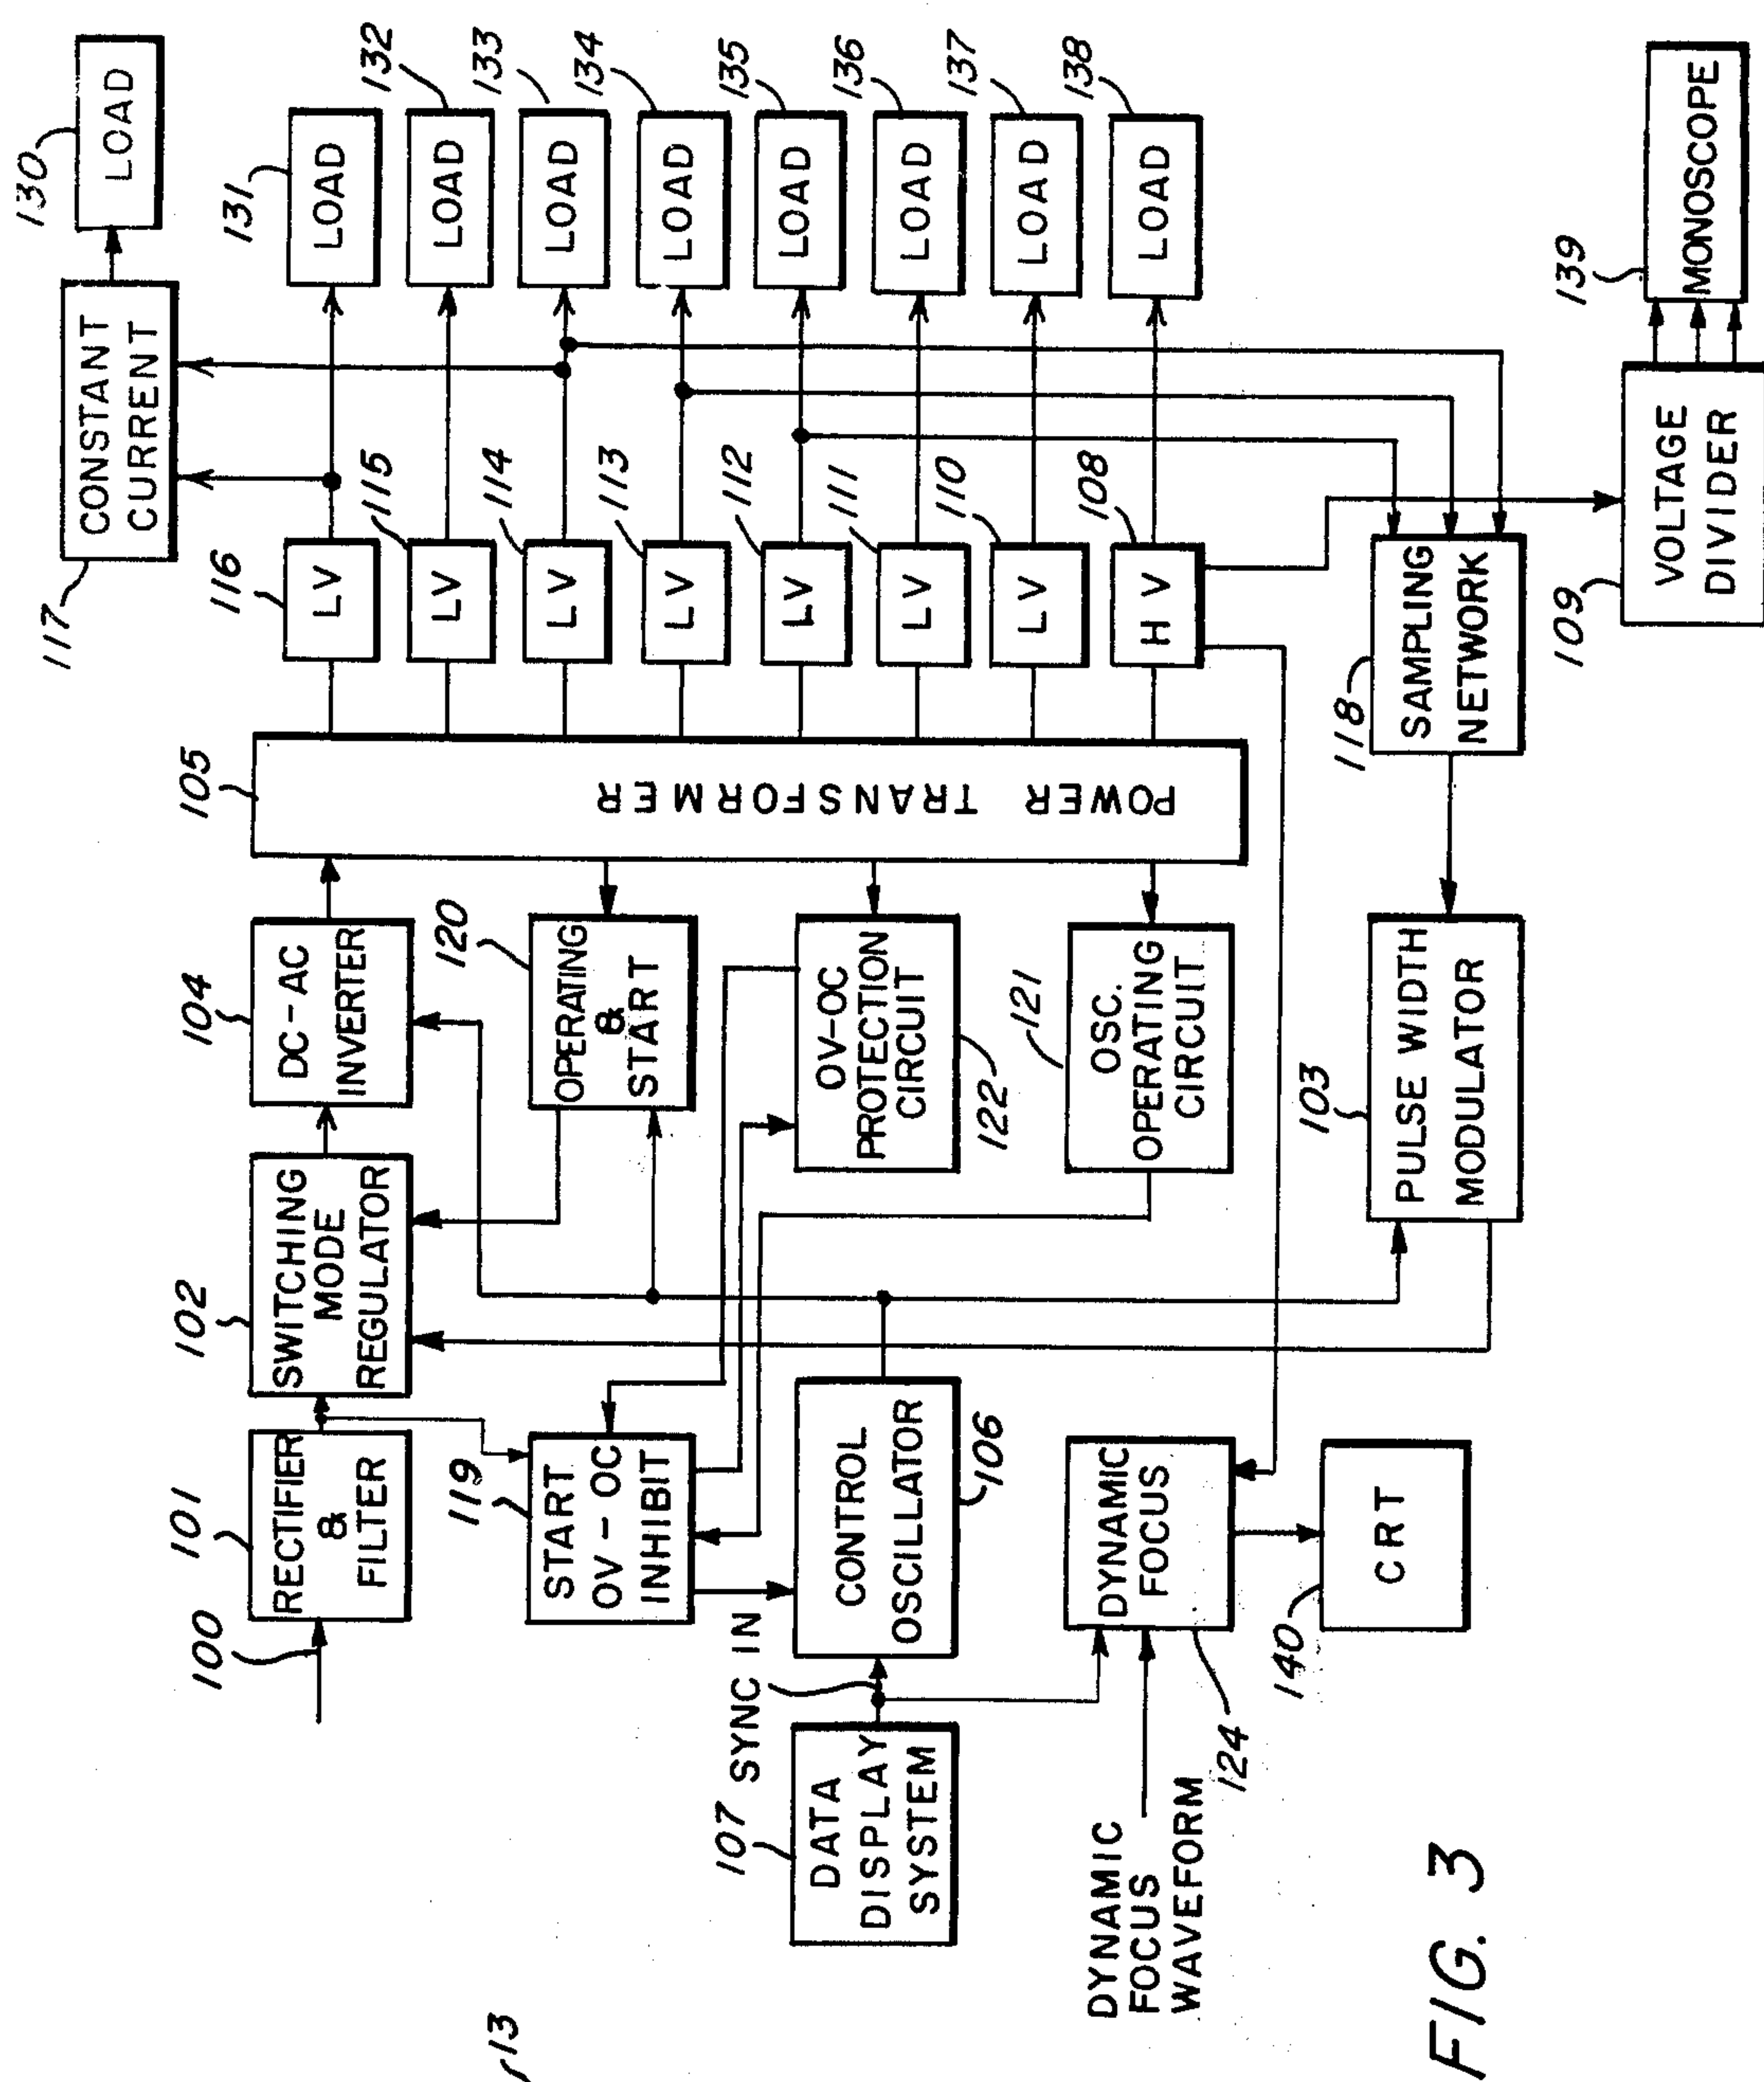 130
LOAD
117
CONSTANT
CURRENT
100
101
RECTIFIER
&
FILTER
102
SWITCHING
MODE
REGULATOR
104
DC-AC
INVERTER
105
POWER TRANSFORMER
116
LV
131
LOAD
115
LV
132
LOAD
114
LV
133
LOAD
113
LV
134
LOAD
112
LV
135
LOAD
111
LV
136
LOAD
110
LV
137
LOAD
108
HV
138
LOAD
119
START
OV-OC
INHIBIT
120
OPERATING
&
START
OV-OC
PROTECTION
CIRCUIT
122
121
OSC.
OPERATING
CIRCUIT
107
DATA
DISPLAY
SYSTEM
SYNC IN
CONTROL
OSCILLATOR
106
DYNAMIC
FOCUS
WAVEFORM
124
DYNAMIC
FOCUS
140
CRT
103
PULSE WIDTH
MODULATOR
118
SAMPLING
NETWORK
109
VOLTAGE
DIVIDER
139
MONOSCOPE
13
FIG. 3